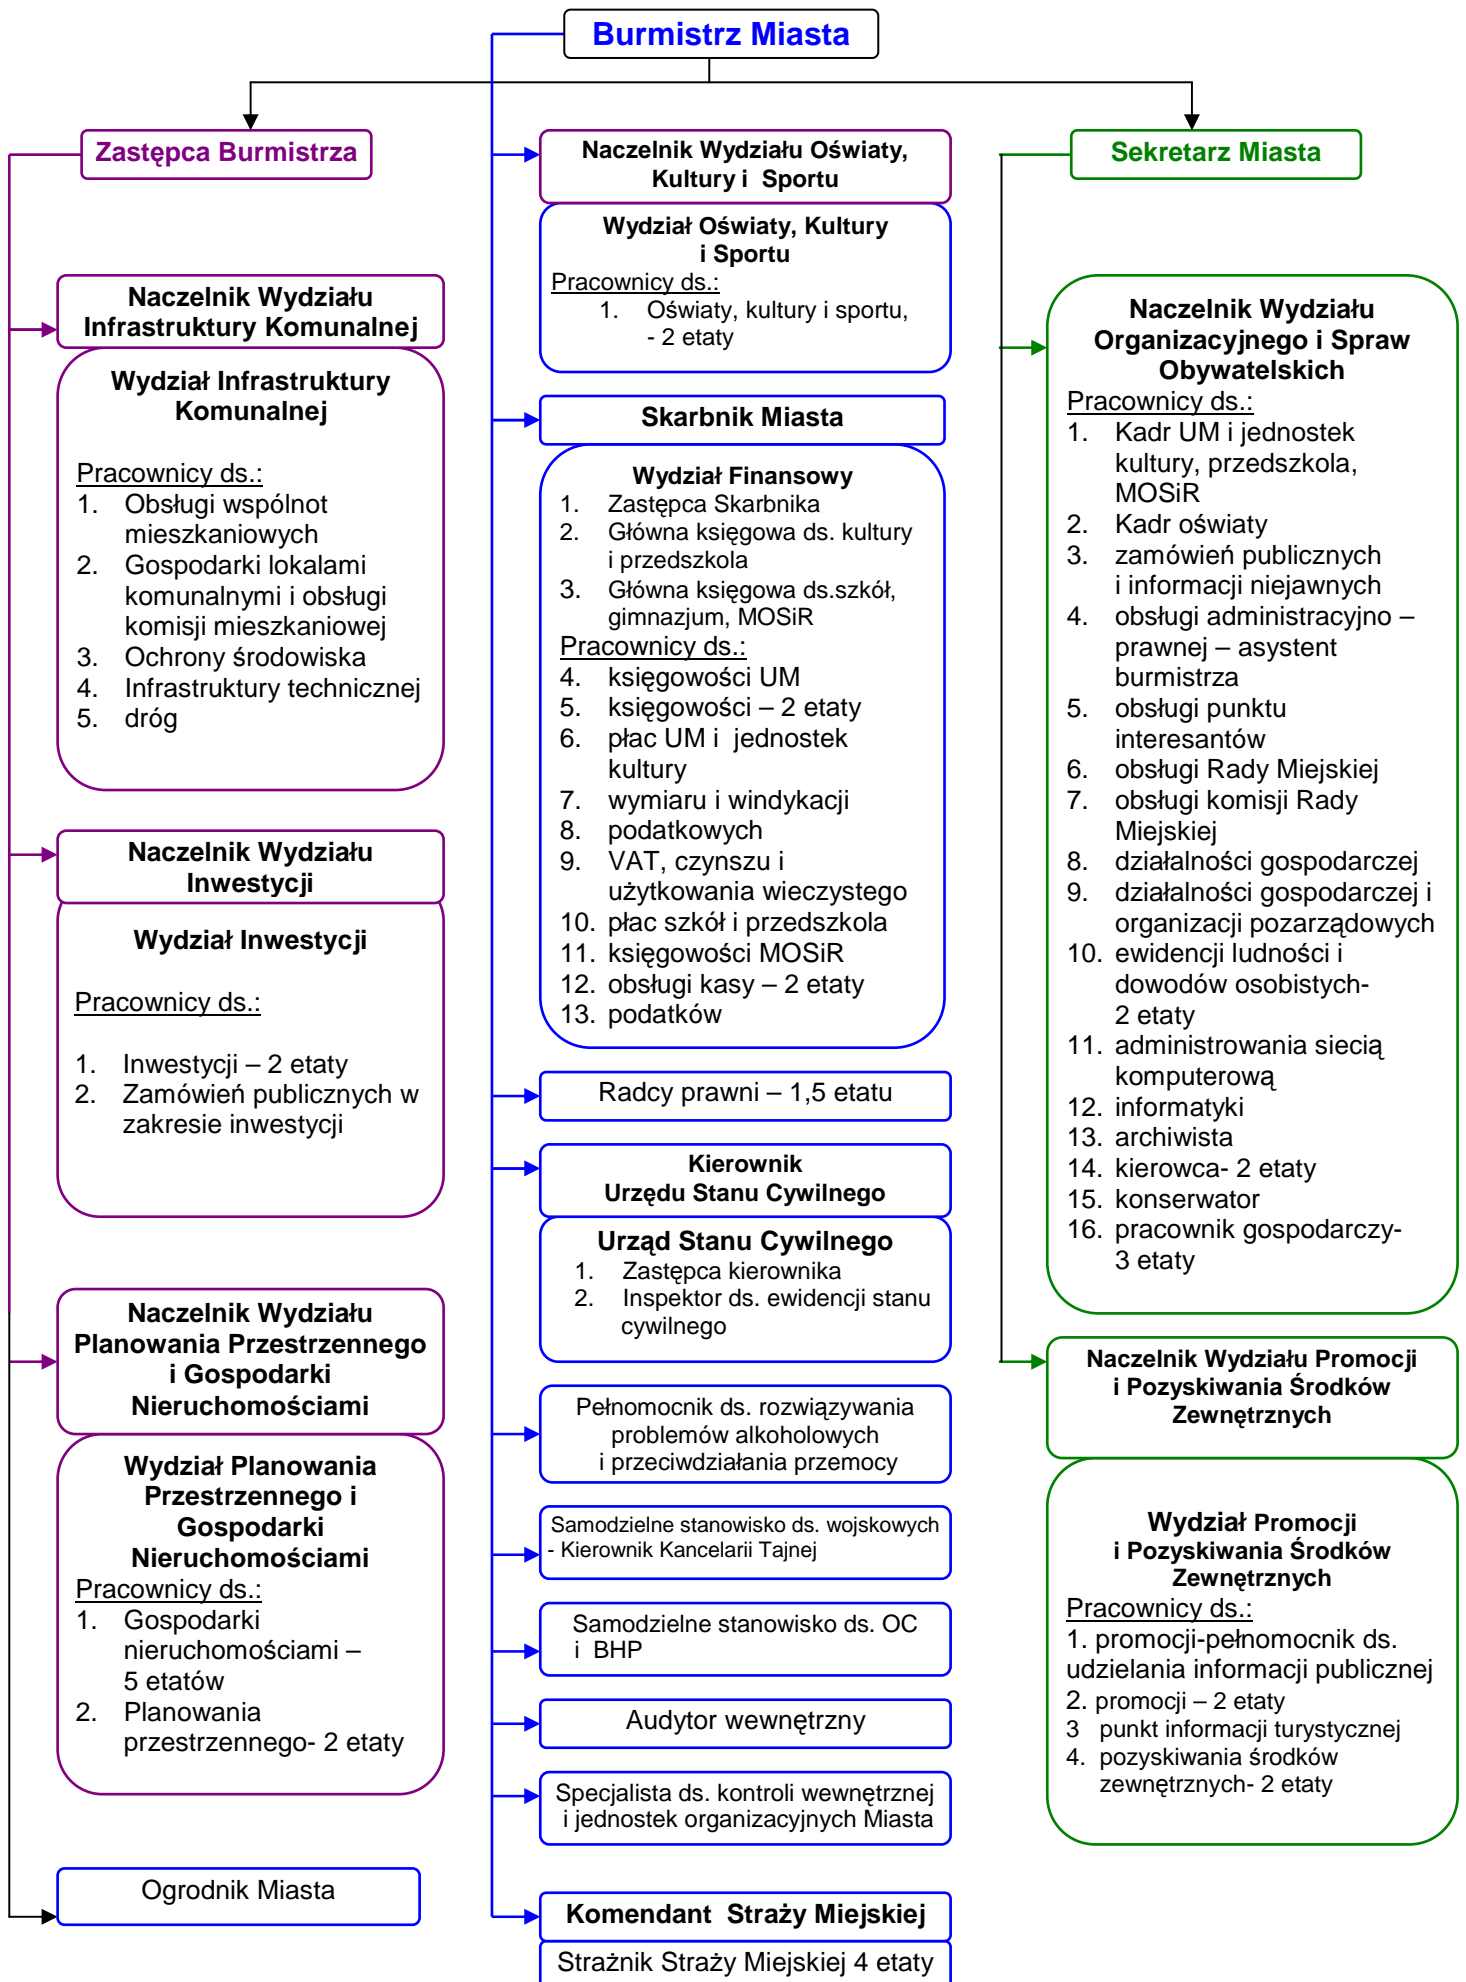 Burmistrz Miasta
Zastępca Burmistrza
Naczelnik Wydziału
Infrastruktury Komunalnej
Wydział Infrastruktury
Komunalnej
Pracownicy ds.:
1. Obsługi wspólnot
mieszkaniowych
2. Gospodarki lokalami
komunalnymi i obsługi
komisji mieszkaniowej
3. Ochrony środowiska
4. Infrastruktury technicznej
5. dróg
Naczelnik Wydziału
Inwestycji
Wydział Inwestycji
Pracownicy ds.:
1. Inwestycji – 2 etaty
2. Zamówień publicznych w
zakresie inwestycji
Naczelnik Wydziału
Planowania Przestrzennego
i Gospodarki
Nieruchomościami
Wydział Planowania
Przestrzennego i
Gospodarki
Nieruchomościami
Pracownicy ds.:
1. Gospodarki
nieruchomościami –
5 etatów
2. Planowania
przestrzennego- 2 etaty
Ogrodnik Miasta
Naczelnik Wydziału Oświaty,
Kultury i Sportu
Wydział Oświaty, Kultury
i Sportu
Pracownicy ds.:
1. Oświaty, kultury i sportu,
- 2 etaty
Skarbnik Miasta
Wydział Finansowy
1. Zastępca Skarbnika
2. Główna księgowa ds. kultury
i przedszkola
3. Główna księgowa ds.szkół,
gimnazjum, MOSiR
Pracownicy ds.:
4. księgowości UM
5. księgowości – 2 etaty
6. płac UM i jednostek
kultury
7. wymiaru i windykacji
8. podatkowych
9. VAT, czynszu i
użytkowania wieczystego
10. płac szkół i przedszkola
11. księgowości MOSiR
12. obsługi kasy – 2 etaty
13. podatków
Radcy prawni – 1,5 etatu
Kierownik
Urzędu Stanu Cywilnego
Urząd Stanu Cywilnego
1. Zastępca kierownika
2. Inspektor ds. ewidencji stanu
cywilnego
Pełnomocnik ds. rozwiązywania
problemów alkoholowych
i przeciwdziałania przemocy
Samodzielne stanowisko ds. wojskowych
- Kierownik Kancelarii Tajnej
Samodzielne stanowisko ds. OC
i BHP
Audytor wewnętrzny
Specjalista ds. kontroli wewnętrznej
i jednostek organizacyjnych Miasta
Komendant Straży Miejskiej
Strażnik Straży Miejskiej 4 etaty
Sekretarz Miasta
Naczelnik Wydziału
Organizacyjnego i Spraw
Obywatelskich
Pracownicy ds.:
1. Kadr UM i jednostek
kultury, przedszkola,
MOSiR
2. Kadr oświaty
3. zamówień publicznych
i informacji niejawnych
4. obsługi administracyjno –
prawnej – asystent
burmistrza
5. obsługi punktu
interesantów
6. obsługi Rady Miejskiej
7. obsługi komisji Rady
Miejskiej
8. działalności gospodarczej
9. działalności gospodarczej i
organizacji pozarządowych
10. ewidencji ludności i
dowodów osobistych-
2 etaty
11. administrowania siecią
komputerową
12. informatyki
13. archiwista
14. kierowca- 2 etaty
15. konserwator
16. pracownik gospodarczy-
3 etaty
Naczelnik Wydziału Promocji
i Pozyskiwania Środków
Zewnętrznych
Wydział Promocji
i Pozyskiwania Środków
Zewnętrznych
Pracownicy ds.:
1. promocji-pełnomocnik ds.
udzielania informacji publicznej
2. promocji – 2 etaty
3 punkt informacji turystycznej
4. pozyskiwania środków
zewnętrznych- 2 etaty